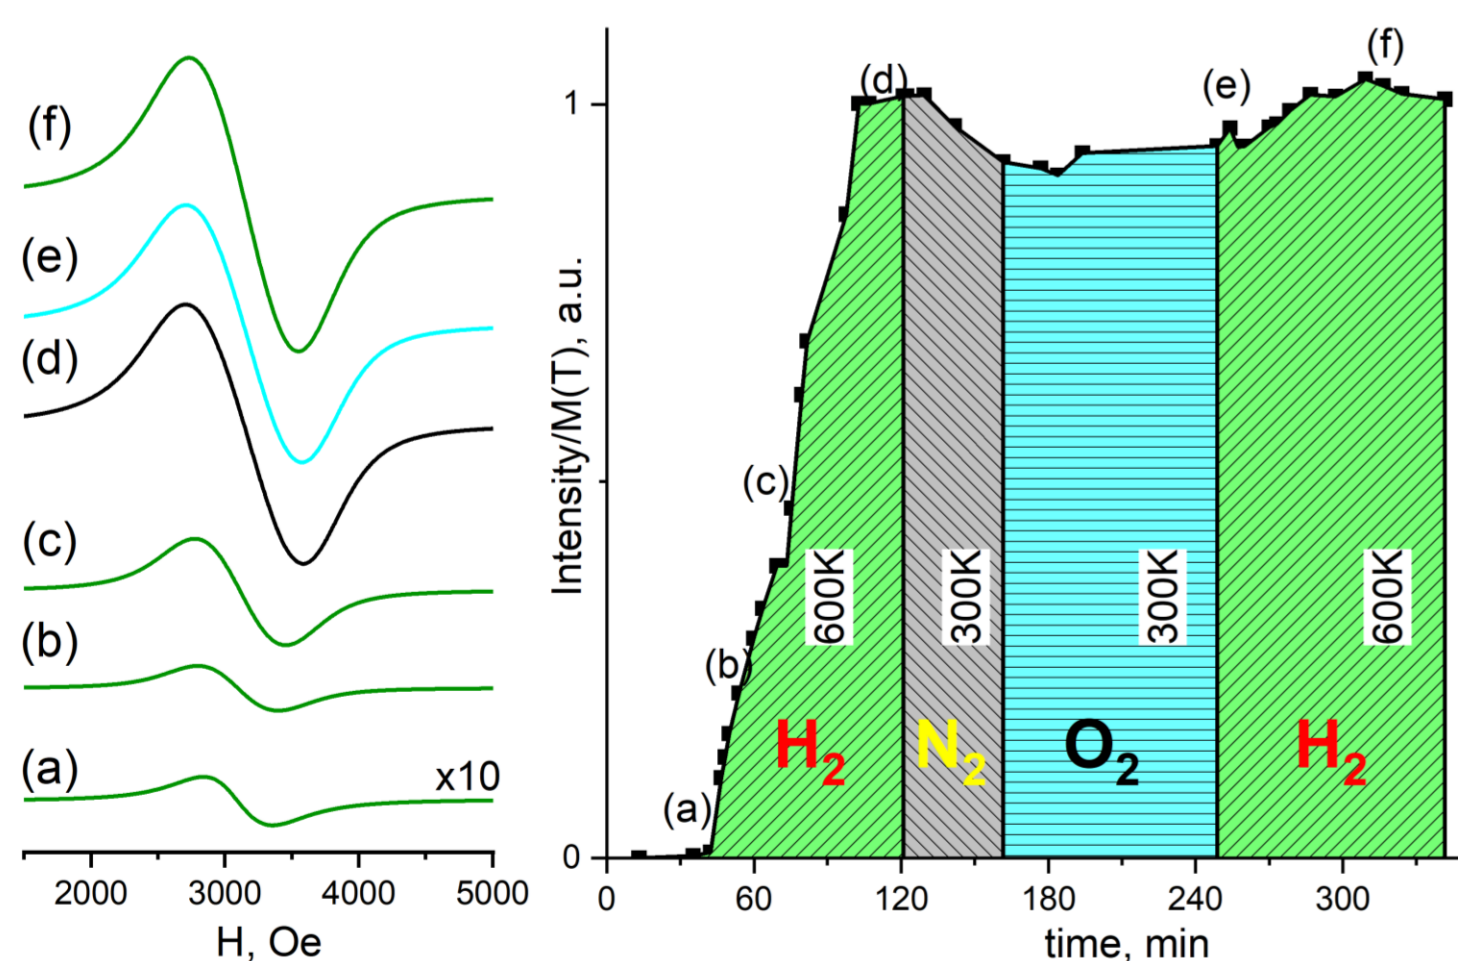 (f)
(e)
(d)
(c)
(b)
(a)
x10
2000 3000 4000 5000
H, Oe
Intensity/M(T), a.u.
1
0
(a)
(b)
(c)
(d)
(e)
(f)
600K
300K
300K
600K
H₂
N₂
O₂
H₂
0 60 120 180 240 300
time, min